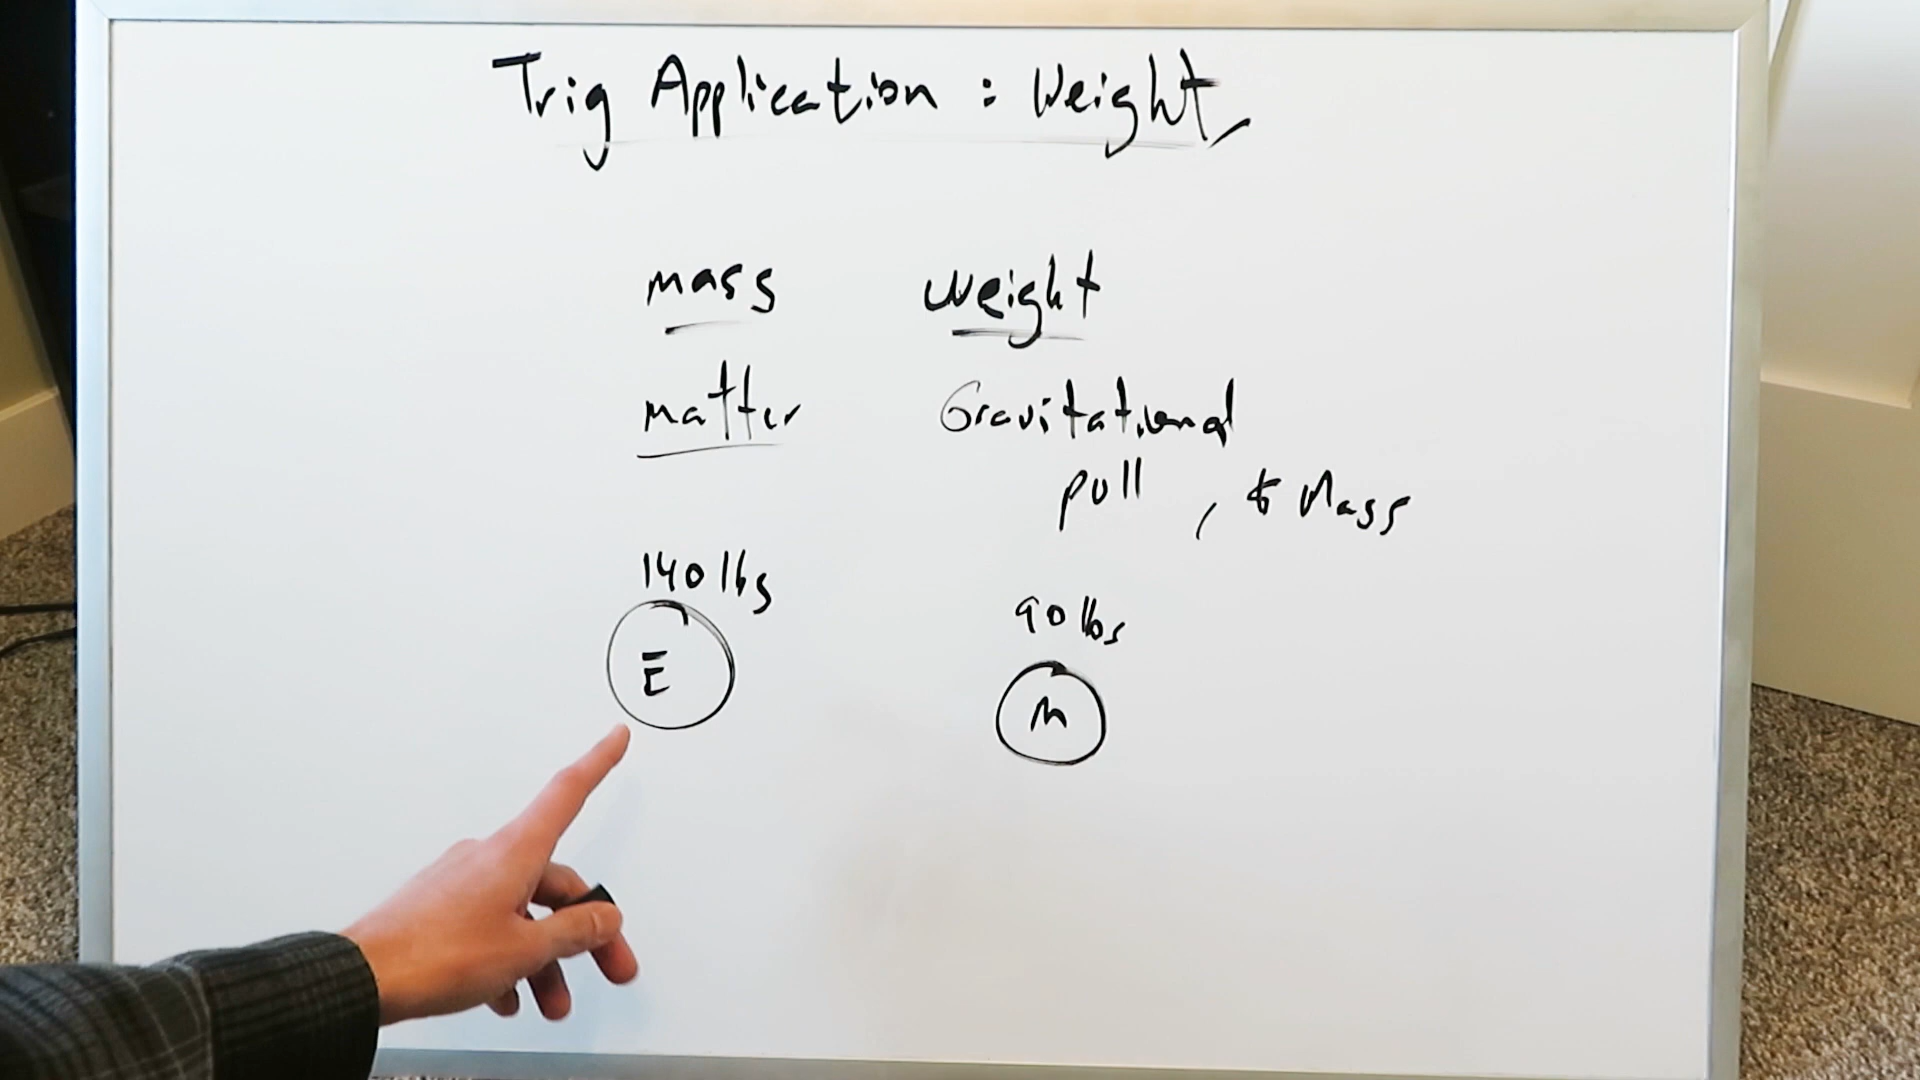 Trig Application : Weight
mass weight
matter Gravitational
pull , & Mass
140 lbs
90 lbs
E
M